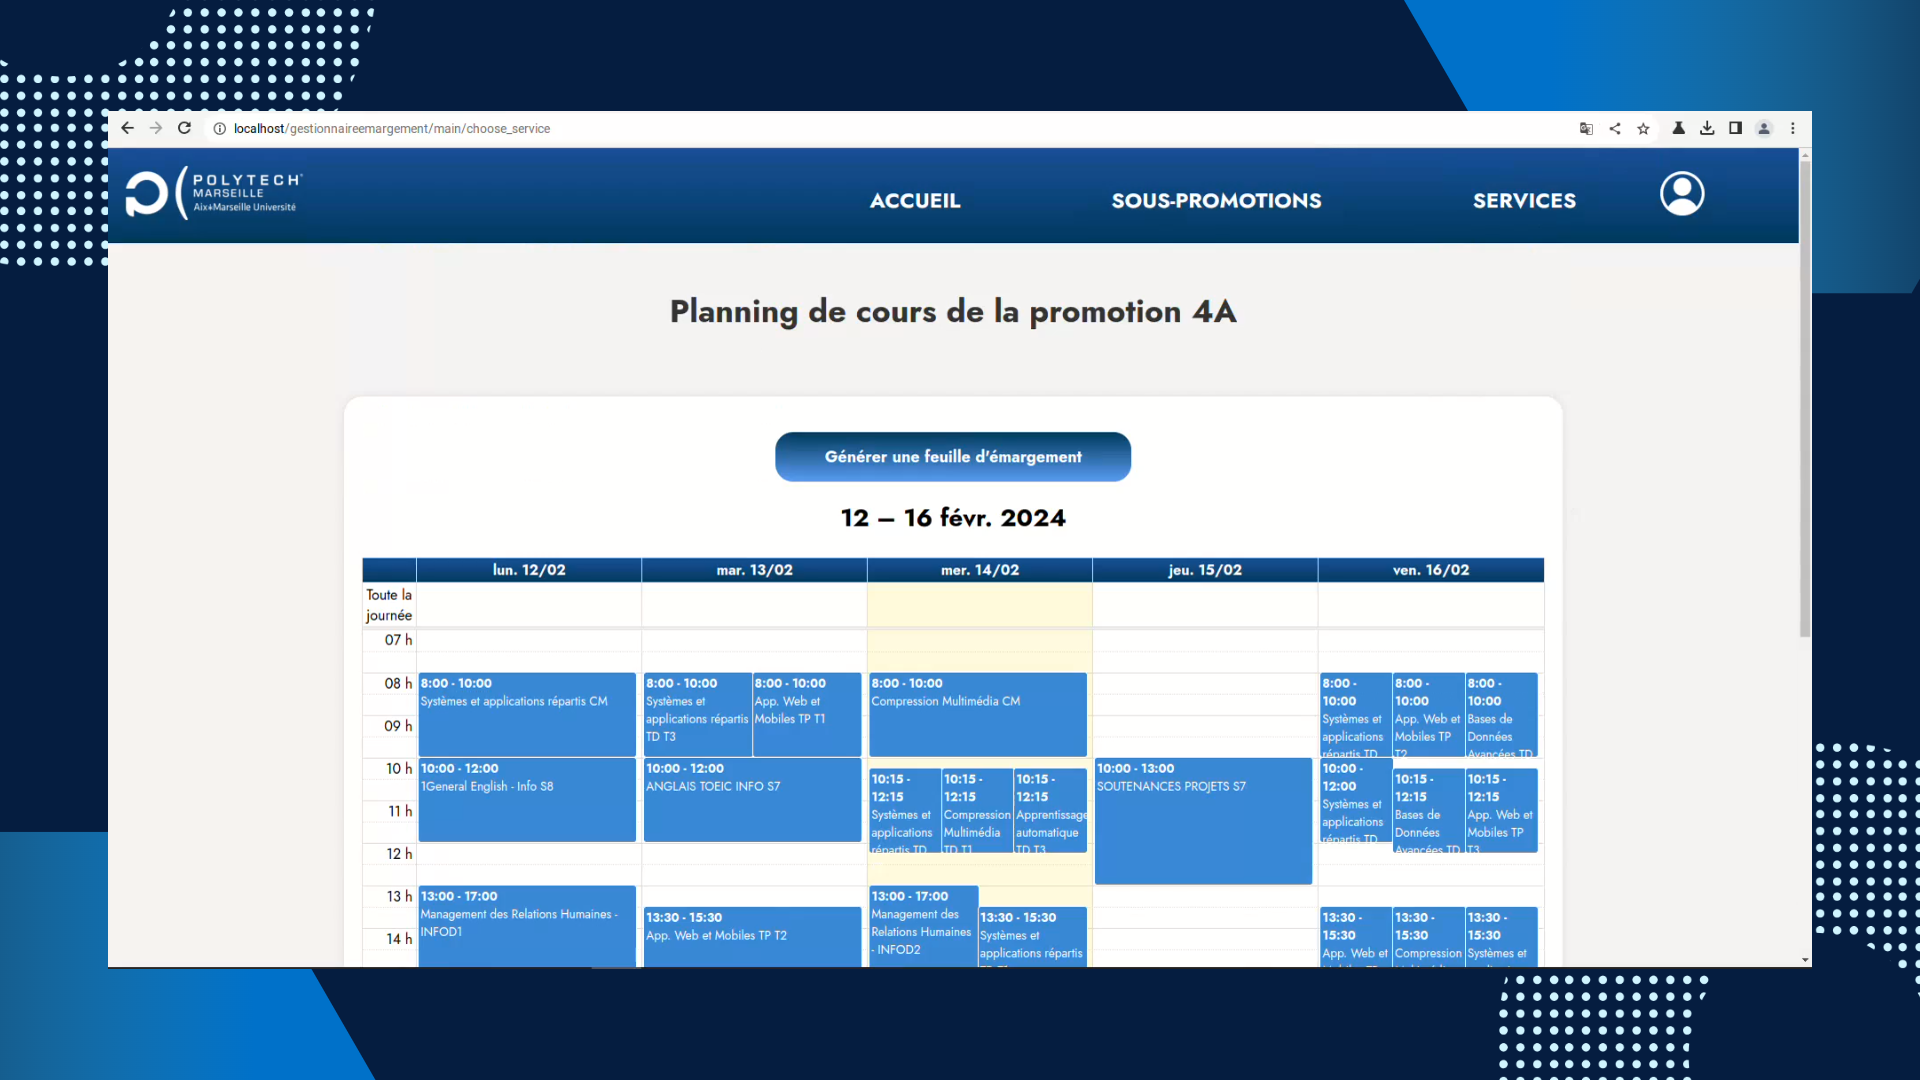 localhost/gestionnaireemargement/main/choose_service
POLYTECH
MARSEILLE
Aix+Marseille Université
ACCUEIL
SOUS-PROMOTIONS
SERVICES
Planning de cours de la promotion 4A
Générer une feuille d'émargement
12 – 16 févr. 2024
lun. 12/02
mar. 13/02
mer. 14/02
jeu. 15/02
ven. 16/02
Toute la
journée
07 h
08 h
09 h
10 h
11 h
12 h
13 h
14 h
8:00 - 10:00
Systèmes et applications répartis CM
10:00 - 12:00
1General English - Info S8
13:00 - 17:00
Management des Relations Humaines -
INFOD1
8:00 - 10:00
Systèmes et
applications répartis
TD T3
8:00 - 10:00
App. Web et
Mobiles TP T1
10:00 - 12:00
ANGLAIS TOEIC INFO S7
13:30 - 15:30
App. Web et Mobiles TP T2
8:00 - 10:00
Compression Multimédia CM
10:15 -
12:15
Systèmes et
applications
répartis TD
10:15 -
12:15
Compression
Multimédia
TD T1
10:15 -
12:15
Apprentissage
automatique
TD T3
13:00 - 17:00
Management des
Relations Humaines
- INFOD2
13:30 - 15:30
Systèmes et
applications répartis
10:00 - 13:00
SOUTENANCES PROJETS S7
8:00 -
10:00
Systèmes et
applications
répartis TD
8:00 -
10:00
App. Web et
Mobiles TP
T2
8:00 -
10:00
Bases de
Données
Avancées TD
10:00 -
12:00
Systèmes et
applications
répartis TD
10:15 -
12:15
Bases de
Données
Avancées TD
10:15 -
12:15
App. Web et
Mobiles TP
T3
13:30 -
15:30
App. Web et
13:30 -
15:30
Compression
13:30 -
15:30
Systèmes et